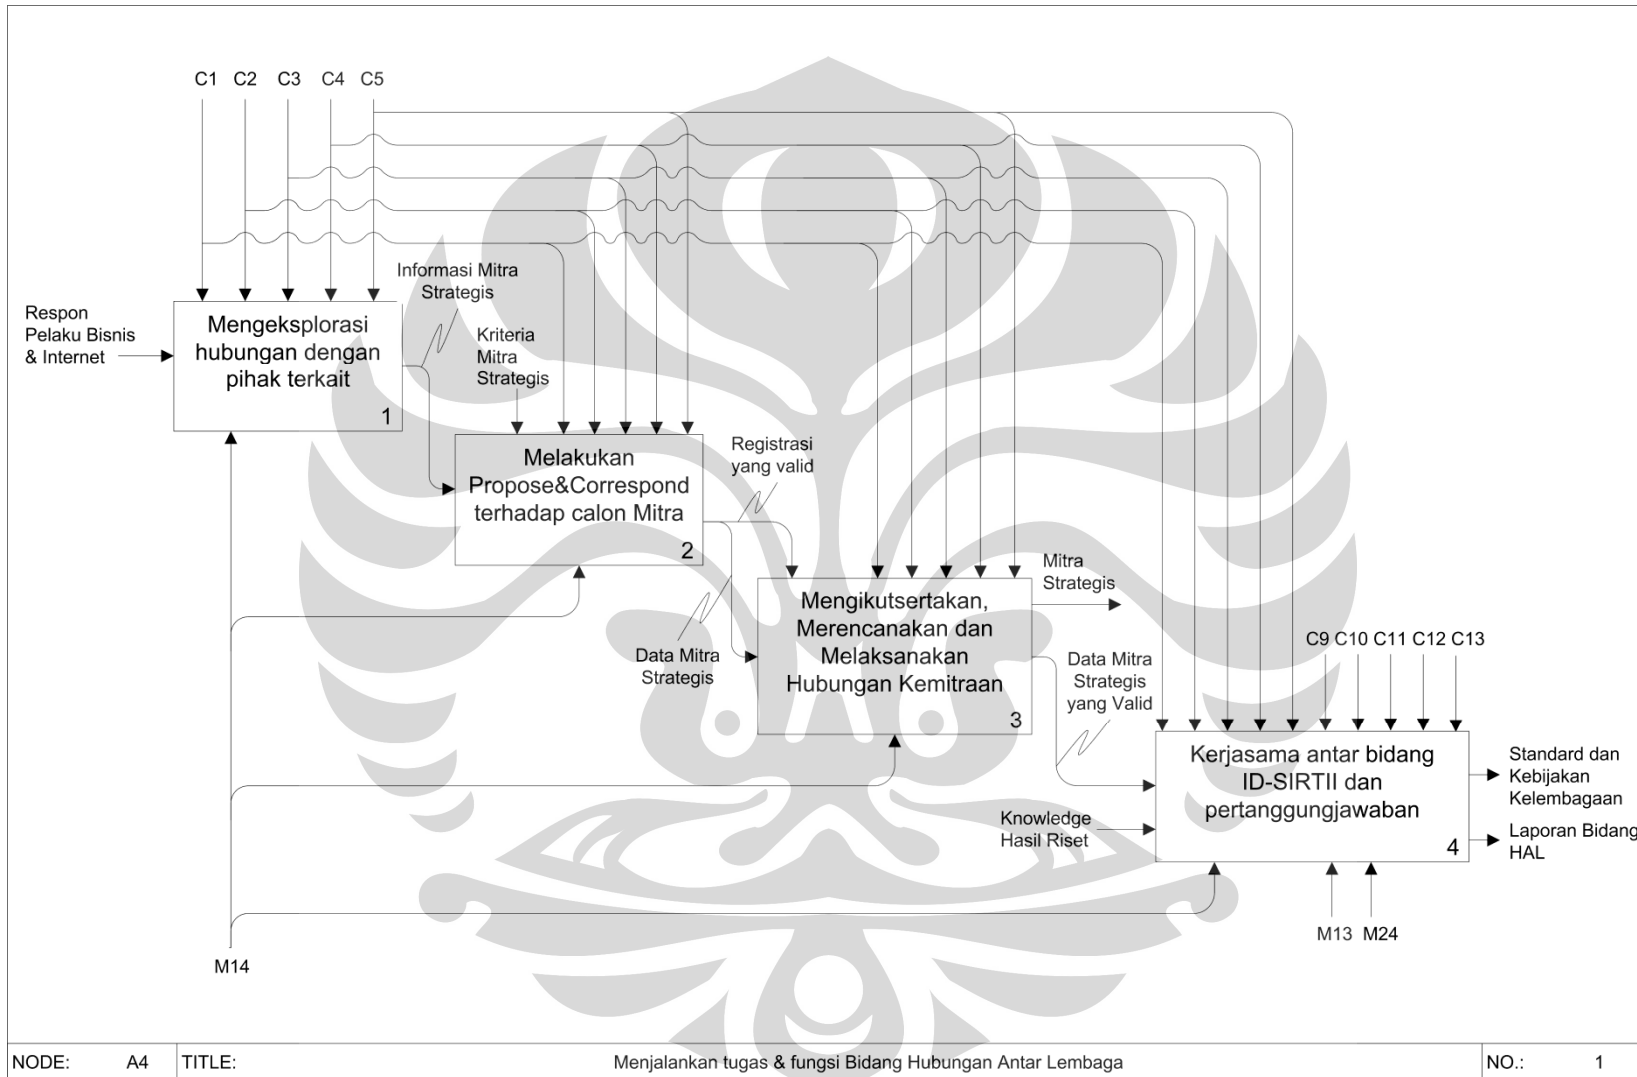 C1 C2 C3 C4 C5
Informasi Mitra
Strategis
Respon
Pelaku Bisnis
& Internet
Mengeksplorasi
hubungan dengan
pihak terkait
1
Kriteria
Mitra
Strategis
Melakukan
Propose&Correspond
terhadap calon Mitra
2
Registrasi
yang valid
Data Mitra
Strategis
Mengikutsertakan,
Merencanakan dan
Melaksanakan
Hubungan Kemitraan
3
Mitra
Strategis
Data Mitra
Strategis
yang Valid
C9 C10 C11 C12 C13
Knowledge
Hasil Riset
Kerjasama antar bidang
ID-SIRTII dan
pertanggungjawaban
4
Standard dan
Kebijakan
Kelembagaan
Laporan Bidang
HAL
M13 M24
M14
NODE: A4 TITLE: Menjalankan tugas & fungsi Bidang Hubungan Antar Lembaga NO.: 1